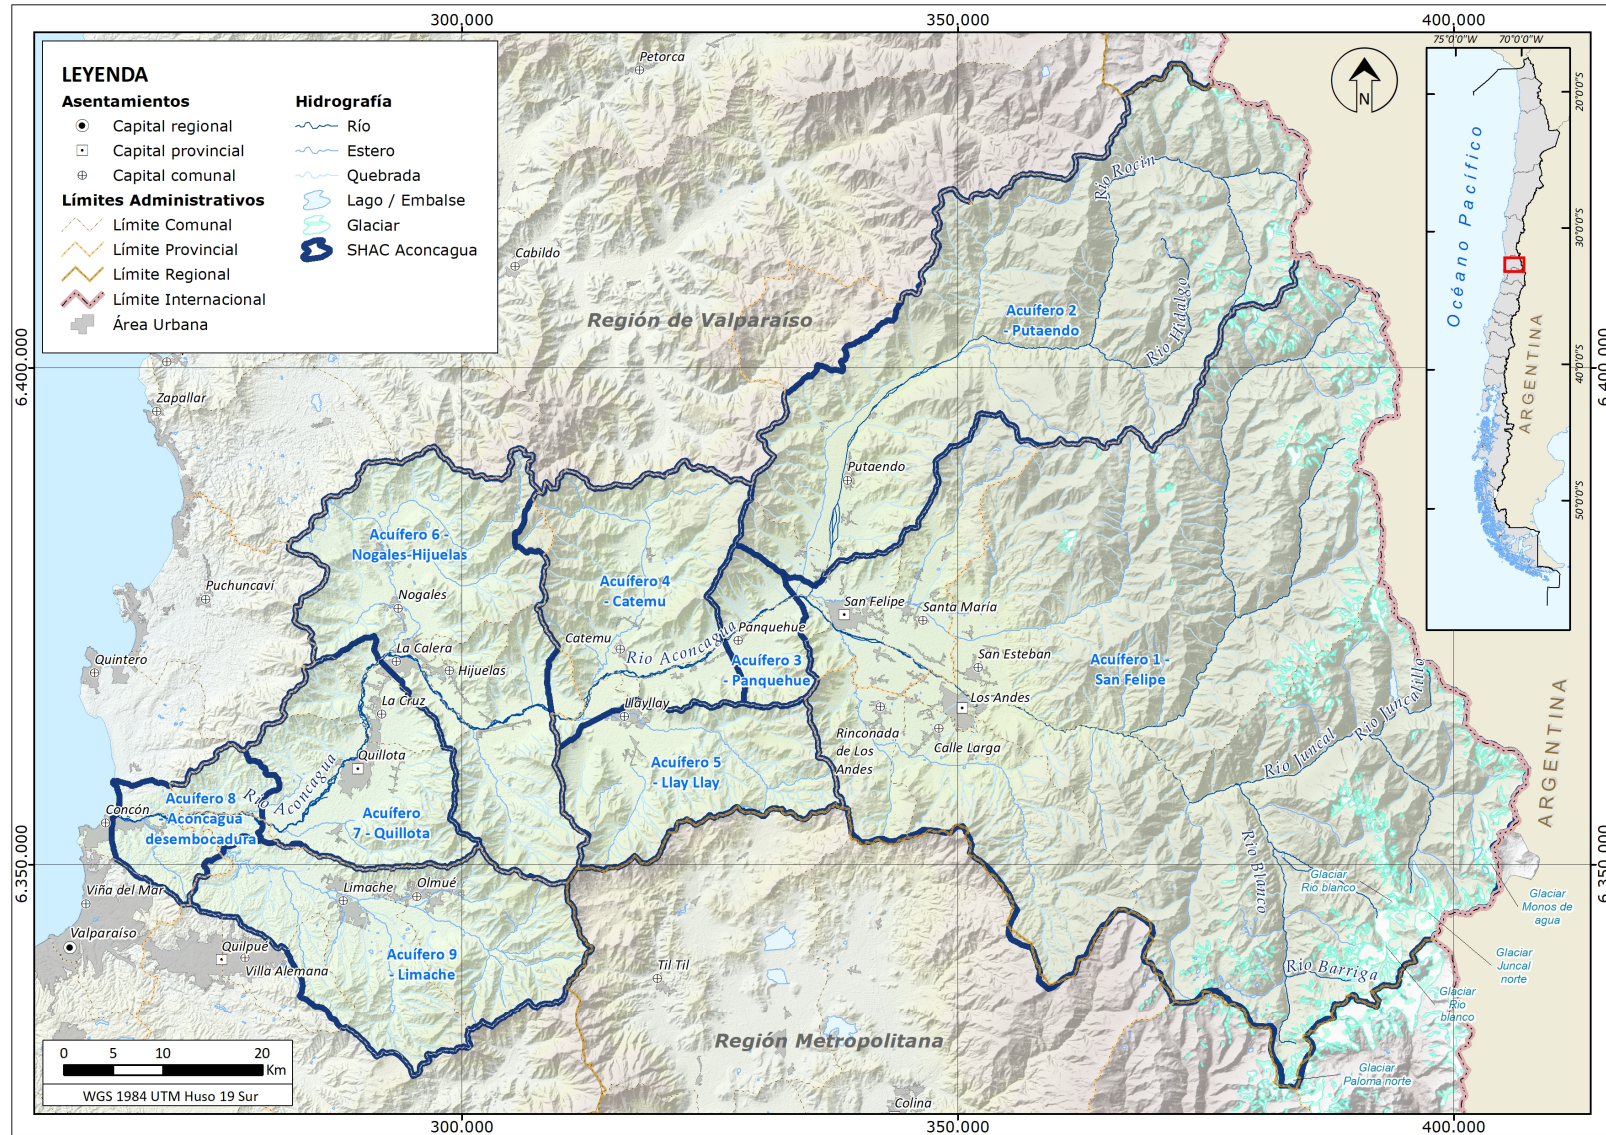 300.000
350.000
400.000
LEYENDA
Asentamientos
Capital regional
Capital provincial
Capital comunal
Límites Administrativos
Límite Comunal
Límite Provincial
Límite Regional
Límite Internacional
Área Urbana
Hidrografía
Río
Estero
Quebrada
Lago / Embalse
Glaciar
SHAC Aconcagua
Petorca
Cabildo
Región de Valparaíso
Zapallar
Puchuncaví
Quintero
N
75°0'0"W
70°0'0"W
20°0'0"S
30°0'0"S
40°0'0"S
50°0'0"S
Océano Pacífico
ARGENTINA
6.400.000
6.400.000
Río Rocín
Río Hidalgo
Acuífero 2
- Putaendo
Putaendo
Acuífero 6 -
Nogales-Hijuelas
Nogales
Acuífero 4
- Catemu
Catemu
Río Aconcagua
Panquehue
Acuífero 3
- Panquehue
San Felipe
Santa María
San Esteban
Los Andes
Acuífero 1 -
San Felipe
La Calera
Hijuelas
La Cruz
Llayllay
Rinconada
de Los
Andes
Calle Larga
Quillota
Acuífero 5
- Llay Llay
Río Juncalillo
Río Juncal
ARGENTINA
Río Aconcagua
Acuífero 8
-Aconcagua
desembocadura
Concón
Acuífero
7 - Quillota
6.350.000
6.350.000
Río Blanco
Glaciar
Rio blanco
Glaciar
Monos de
agua
Viña del Mar
Limache
Olmué
Valparaíso
Quilpué
Villa Alemana
Acuífero 9
- Limache
Til Til
Río Barriga
Glaciar
Juncal
norte
Glaciar
Rio
blanco
Glaciar
Paloma norte
Región Metropolitana
Colina
0 5 10 20
Km
WGS 1984 UTM Huso 19 Sur
300.000
350.000
400.000